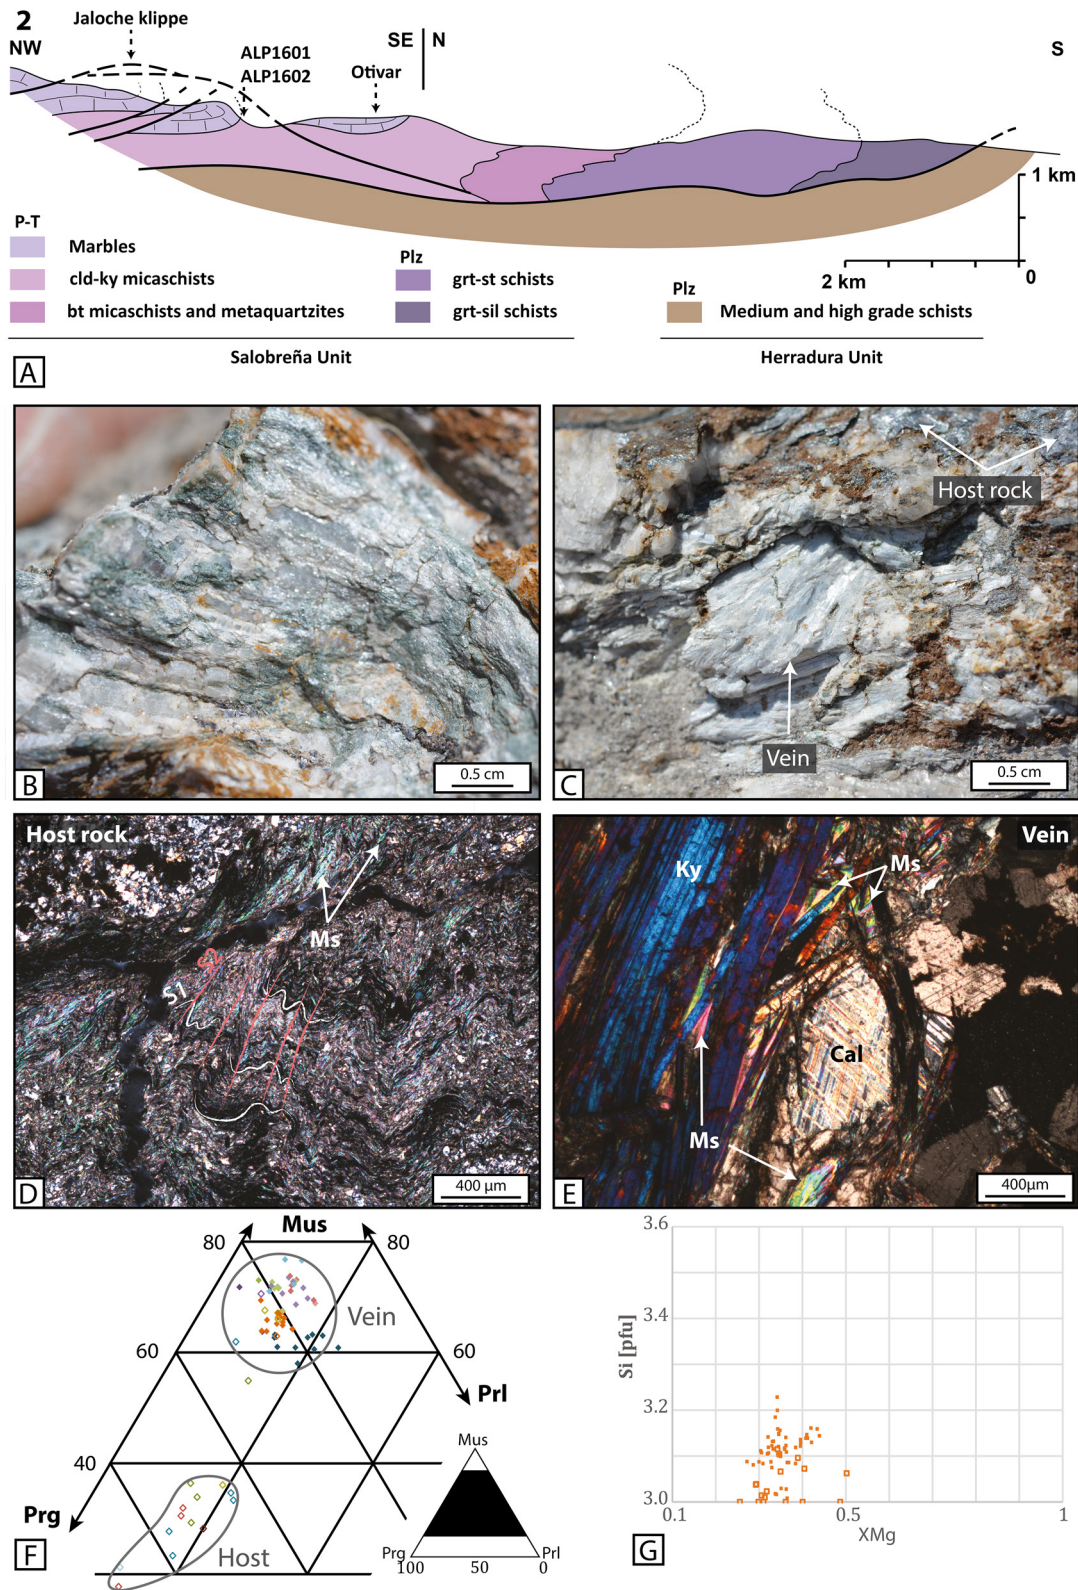 2
Jaloche klippe
NW
ALP1601
ALP1602
Otivar
SE
N
S
1 km
2 km
0
P-T
Marbles
cld-ky micaschists
bt micaschists and metaquartzites
Plz
grt-st schists
grt-sil schists
Plz
Medium and high grade schists
Salobreña Unit
Herradura Unit
A
B
0.5 cm
Host rock
Vein
C
0.5 cm
Host rock
Ms
S2
S1
D
400 µm
Vein
Ky
Ms
Cal
Ms
E
400µm
Mus
80
80
Vein
60
60
Prl
40
Prg
Host
F
Mus
Prg
Prl
100
50
0
3.6
3.4
3.2
3.0
Si [pfu]
0.1
0.5
1
XMg
G